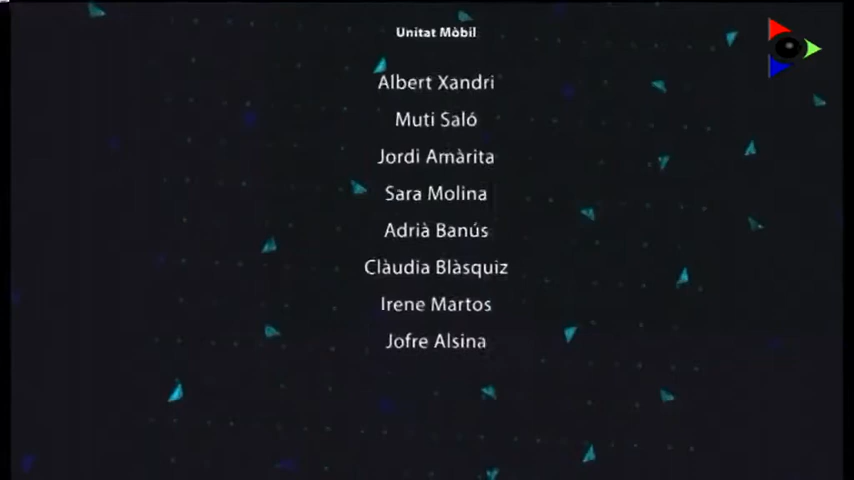 Unitat Mòbil
Albert Xandri
Muti Saló
Jordi Amàrita
Sara Molina
Adrià Banús
Clàudia Blàsquiz
Irene Martos
Jofre Alsina